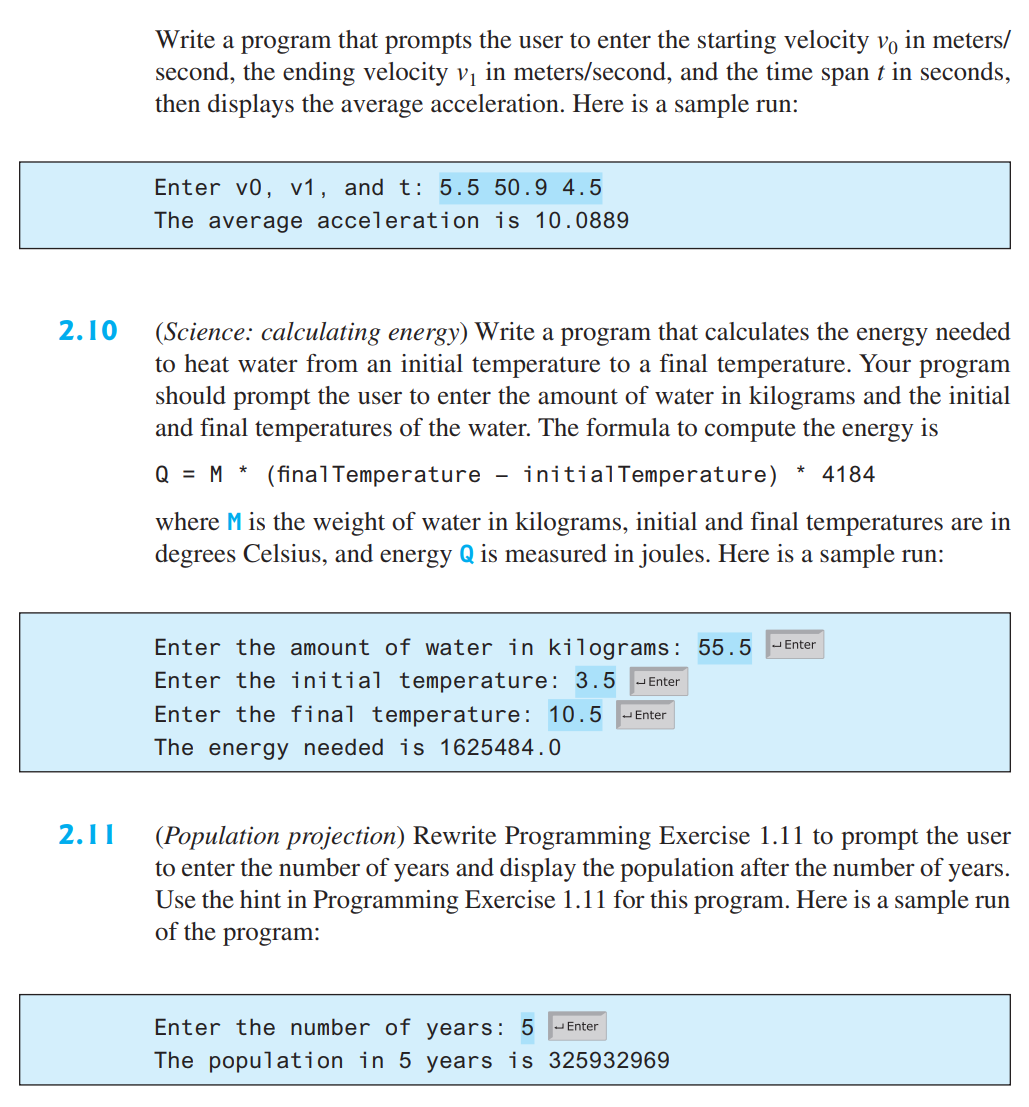 Write a program that prompts the user to enter the starting velocity v0 in meters/
second, the ending velocity v1 in meters/second, and the time span t in seconds,
then displays the average acceleration. Here is a sample run:
Enter v0, v1, and t: 5.5 50.9 4.5
The average acceleration is 10.0889
2.10 (Science: calculating energy) Write a program that calculates the energy needed
to heat water from an initial temperature to a final temperature. Your program
should prompt the user to enter the amount of water in kilograms and the initial
and final temperatures of the water. The formula to compute the energy is
Q = M * (finalTemperature – initialTemperature) * 4184
where M is the weight of water in kilograms, initial and final temperatures are in
degrees Celsius, and energy Q is measured in joules. Here is a sample run:
Enter the amount of water in kilograms: 55.5 ↵Enter
Enter the initial temperature: 3.5 ↵Enter
Enter the final temperature: 10.5 ↵Enter
The energy needed is 1625484.0
2.11 (Population projection) Rewrite Programming Exercise 1.11 to prompt the user
to enter the number of years and display the population after the number of years.
Use the hint in Programming Exercise 1.11 for this program. Here is a sample run
of the program:
Enter the number of years: 5 ↵Enter
The population in 5 years is 325932969